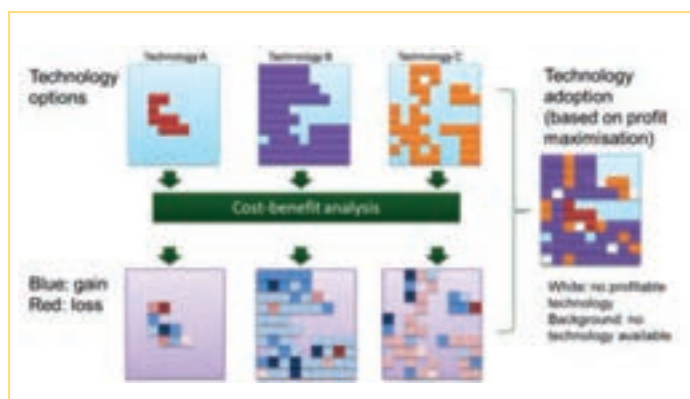 Technology A
Technology B
Technology C
Technology
options
Technology
adoption
(based on profit
maximisation)
Cost-benefit analysis
Blue: gain
Red: loss
White: no profitable
technology
Background: no
technology available